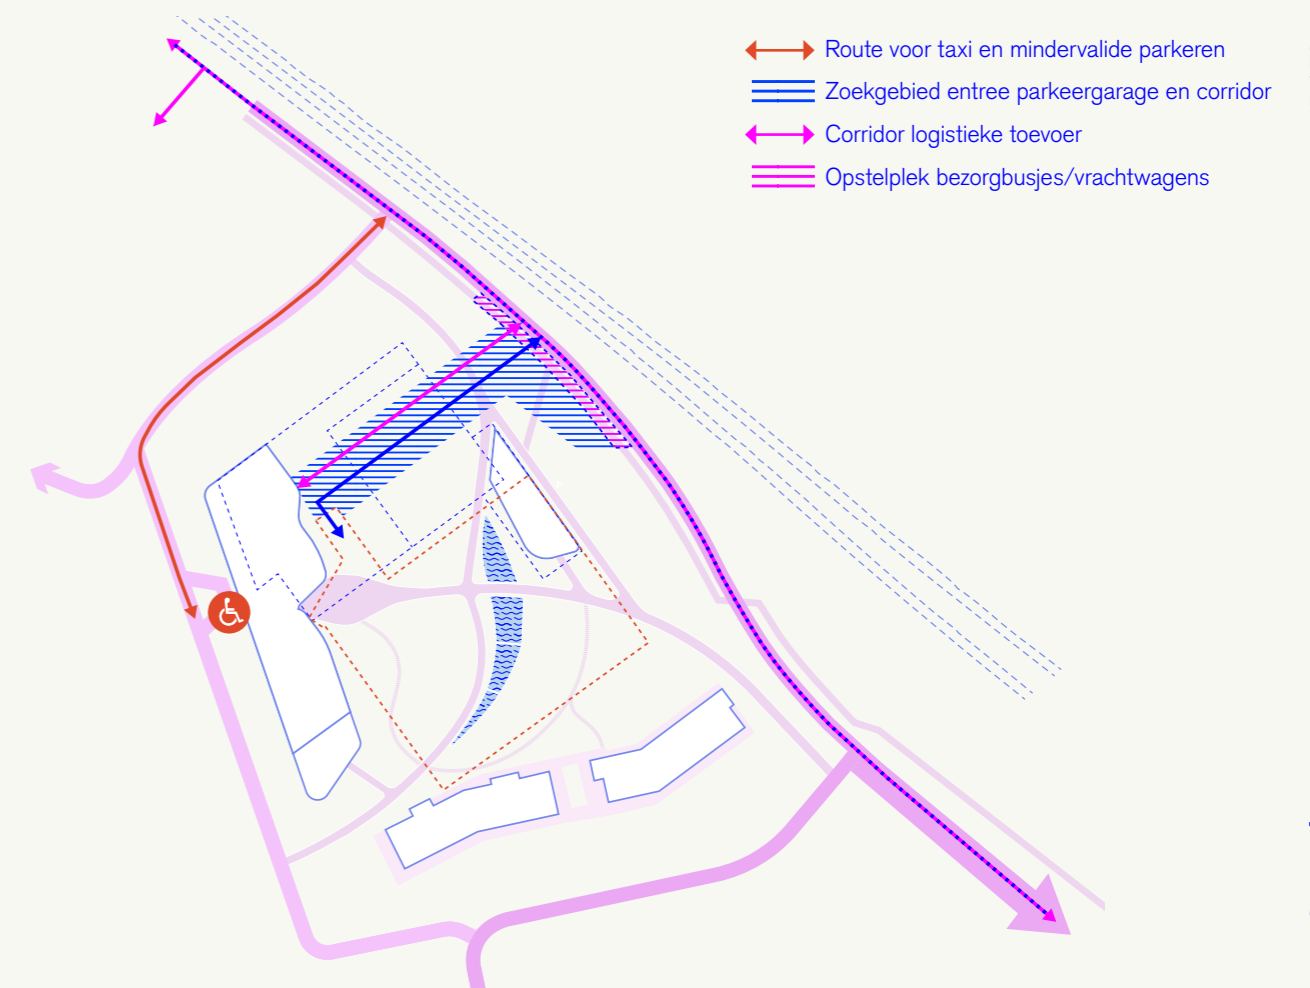 Route voor taxi en mindervalide parkeren
Zoekgebied entree parkeergarage en corridor
Corridor logistieke toevoer
Opstelplek bezorgbusjes/vrachtwagens